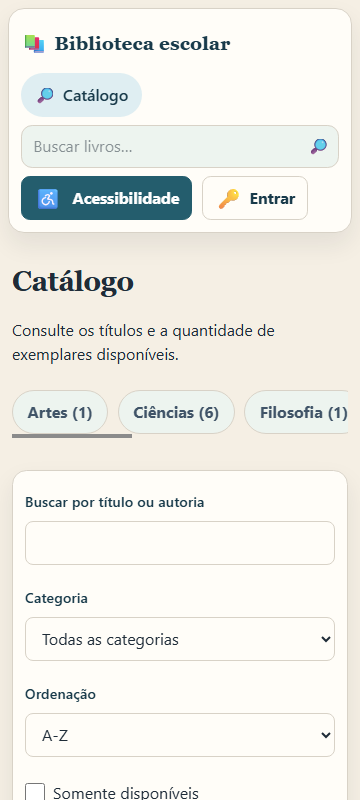 Biblioteca escolar
Catálogo
Buscar livros...
Acessibilidade
Entrar
Catálogo
Consulte os títulos e a quantidade de
exemplares disponíveis.
Artes (1)
Ciências (6)
Filosofia (1)
Buscar por título ou autoria
Categoria
Todas as categorias
Ordenação
A-Z
Somente disponíveis